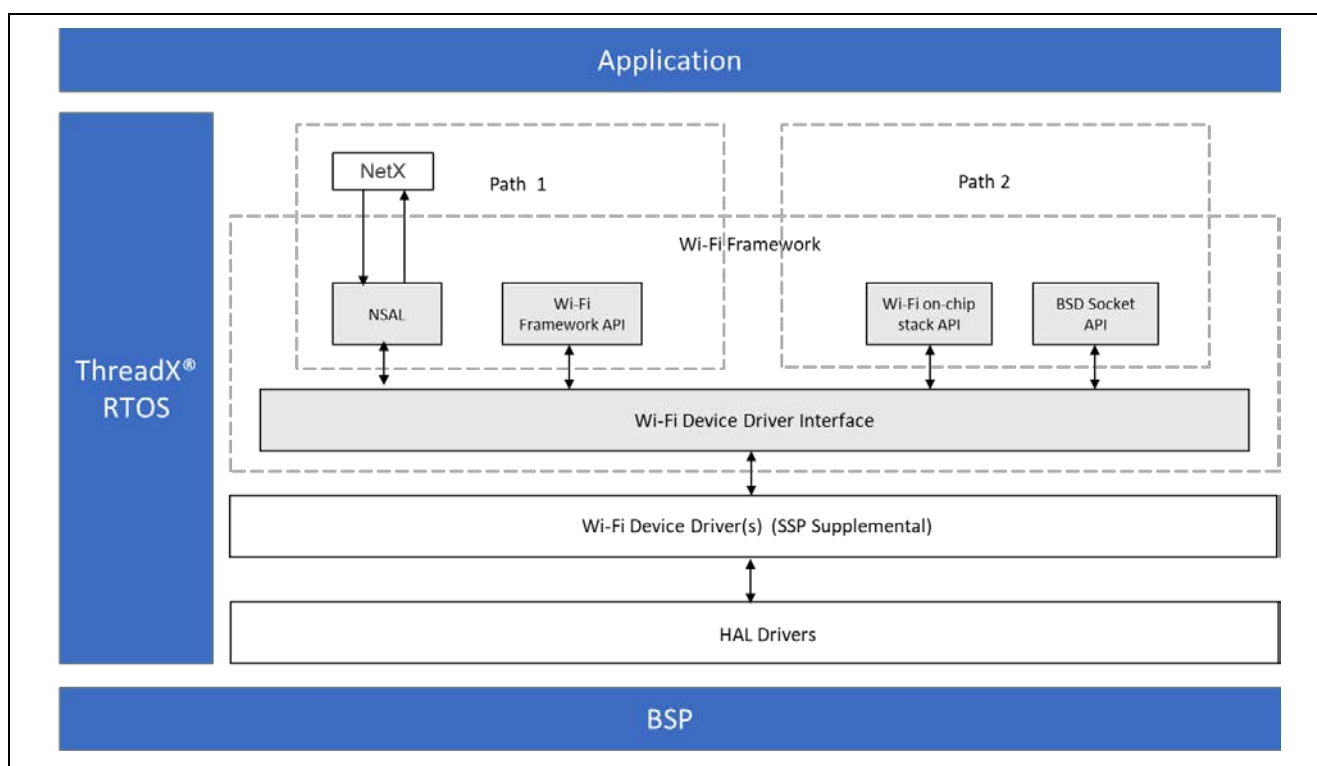 Application
NetX
Path 1
Path 2
Wi-Fi Framework
NSAL
Wi-Fi
Framework API
Wi-Fi on-chip
stack API
BSD Socket
API
ThreadX®
RTOS
Wi-Fi Device Driver Interface
Wi-Fi Device Driver(s) (SSP Supplemental)
HAL Drivers
BSP